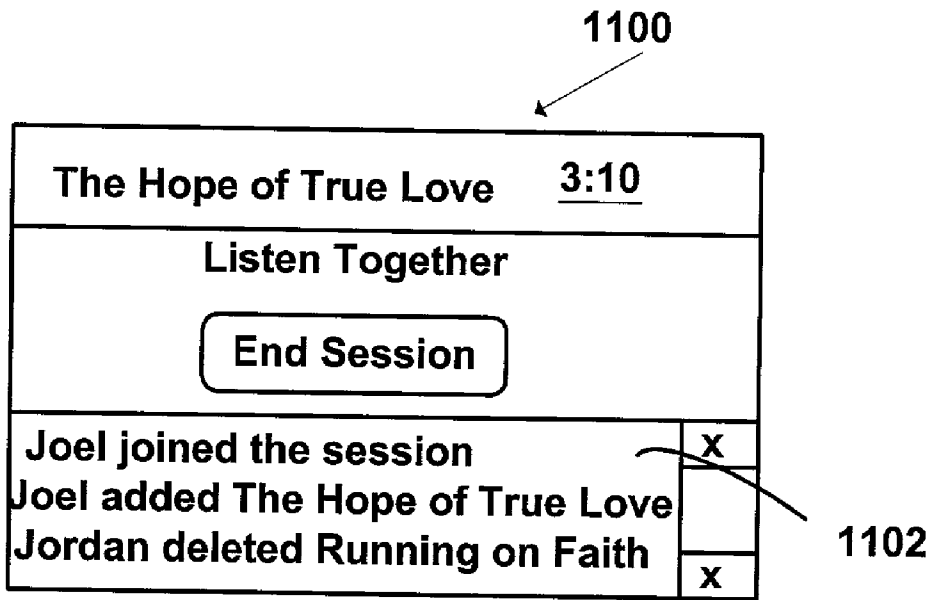 1100
The Hope of True Love 3:10
Listen Together
End Session
Joel joined the session x
Joel added The Hope of True Love
Jordan deleted Running on Faith
x
1102